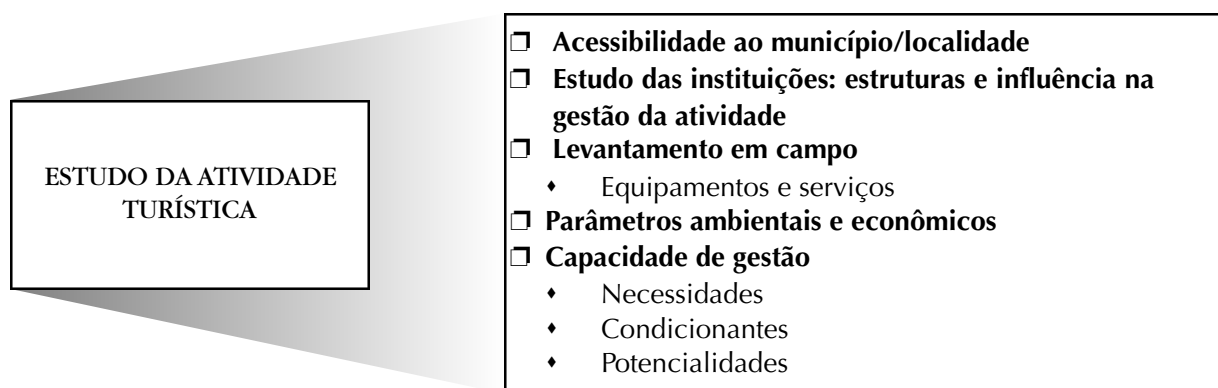 ESTUDO DA ATIVIDADE
TURÍSTICA
❐ Acessibilidade ao município/localidade
❐ Estudo das instituições: estruturas e influência na
gestão da atividade
❐ Levantamento em campo
♦ Equipamentos e serviços
❐ Parâmetros ambientais e econômicos
❐ Capacidade de gestão
♦ Necessidades
♦ Condicionantes
♦ Potencialidades